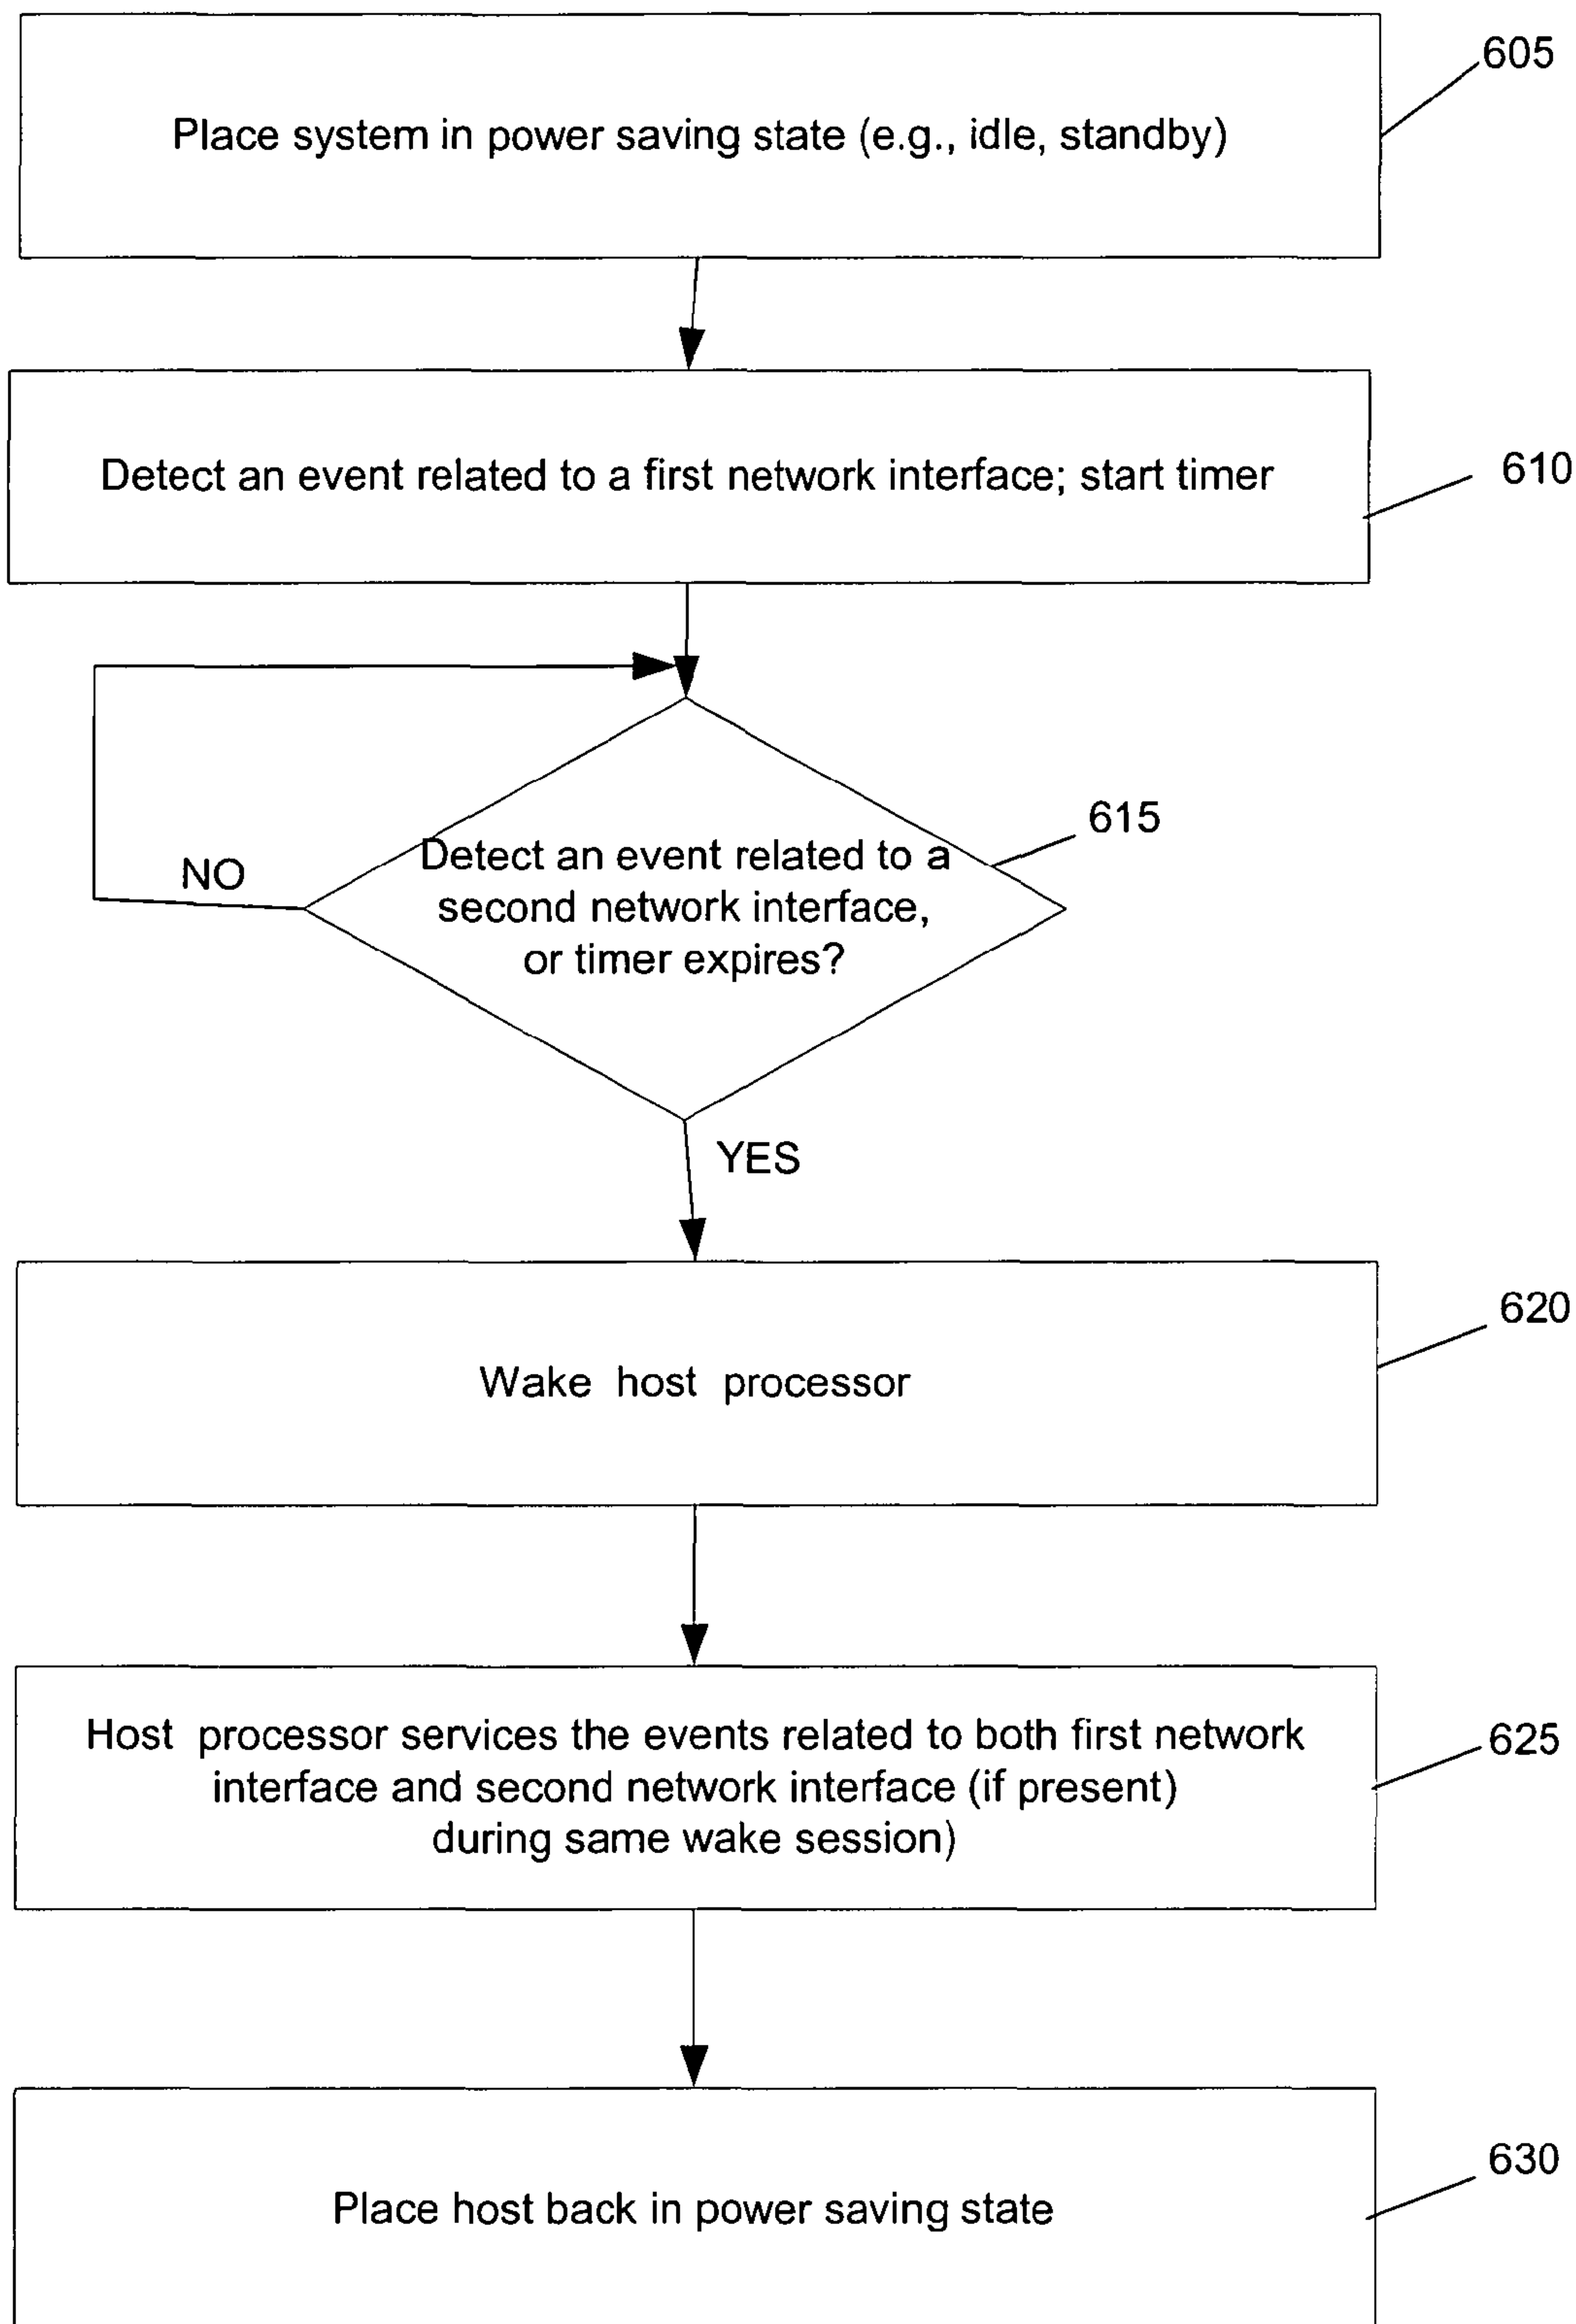 605
Place system in power saving state (e.g., idle, standby)
610
Detect an event related to a first network interface; start timer
615
NO
Detect an event related to a
second network interface,
or timer expires?
YES
620
Wake host processor
Host processor services the events related to both first network
interface and second network interface (if present)
during same wake session)
625
630
Place host back in power saving state